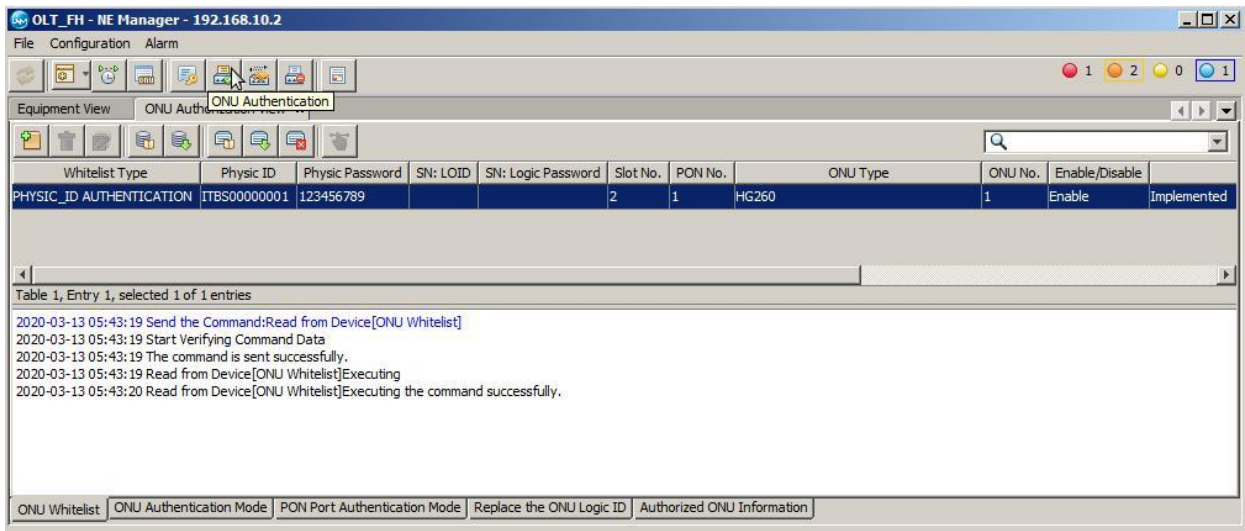 OLT_FH - NE Manager - 192.168.10.2
File Configuration Alarm
1 2 0 1
Equipment View
ONU Authentication
Whitelist Type Physic ID Physic Password SN: LOID SN: Logic Password Slot No. PON No. ONU Type ONU No. Enable/Disable
PHYSIC_ID AUTHENTICATION ITBS00000001 123456789 2 1 HG260 1 Enable Implemented
Table 1, Entry 1, selected 1 of 1 entries
2020-03-13 05:43:19 Send the Command:Read from Device[ONU Whitelist]
2020-03-13 05:43:19 Start Verifying Command Data
2020-03-13 05:43:19 The command is sent successfully.
2020-03-13 05:43:19 Read from Device[ONU Whitelist]Executing
2020-03-13 05:43:20 Read from Device[ONU Whitelist]Executing the command successfully.
ONU Whitelist ONU Authentication Mode PON Port Authentication Mode Replace the ONU Logic ID Authorized ONU Information